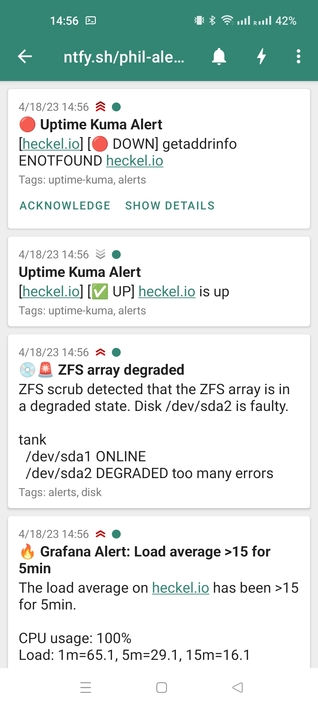 14:56 42%
ntfy.sh/phil-ale...
4/18/23 14:56
🔴 Uptime Kuma Alert
[heckel.io] [🔴 DOWN] getaddrinfo
ENOTFOUND heckel.io
Tags: uptime-kuma, alerts
ACKNOWLEDGE SHOW DETAILS
4/18/23 14:56
Uptime Kuma Alert
[heckel.io] [✅ UP] heckel.io is up
Tags: uptime-kuma, alerts
4/18/23 14:56
💿🚨 ZFS array degraded
ZFS scrub detected that the ZFS array is in
a degraded state. Disk /dev/sda2 is faulty.
tank
/dev/sda1 ONLINE
/dev/sda2 DEGRADED too many errors
Tags: alerts, disk
4/18/23 14:56
🔥 Grafana Alert: Load average >15 for
5min
The load average on heckel.io has been >15
for 5min.
CPU usage: 100%
Load: 1m=65.1, 5m=29.1, 15m=16.1